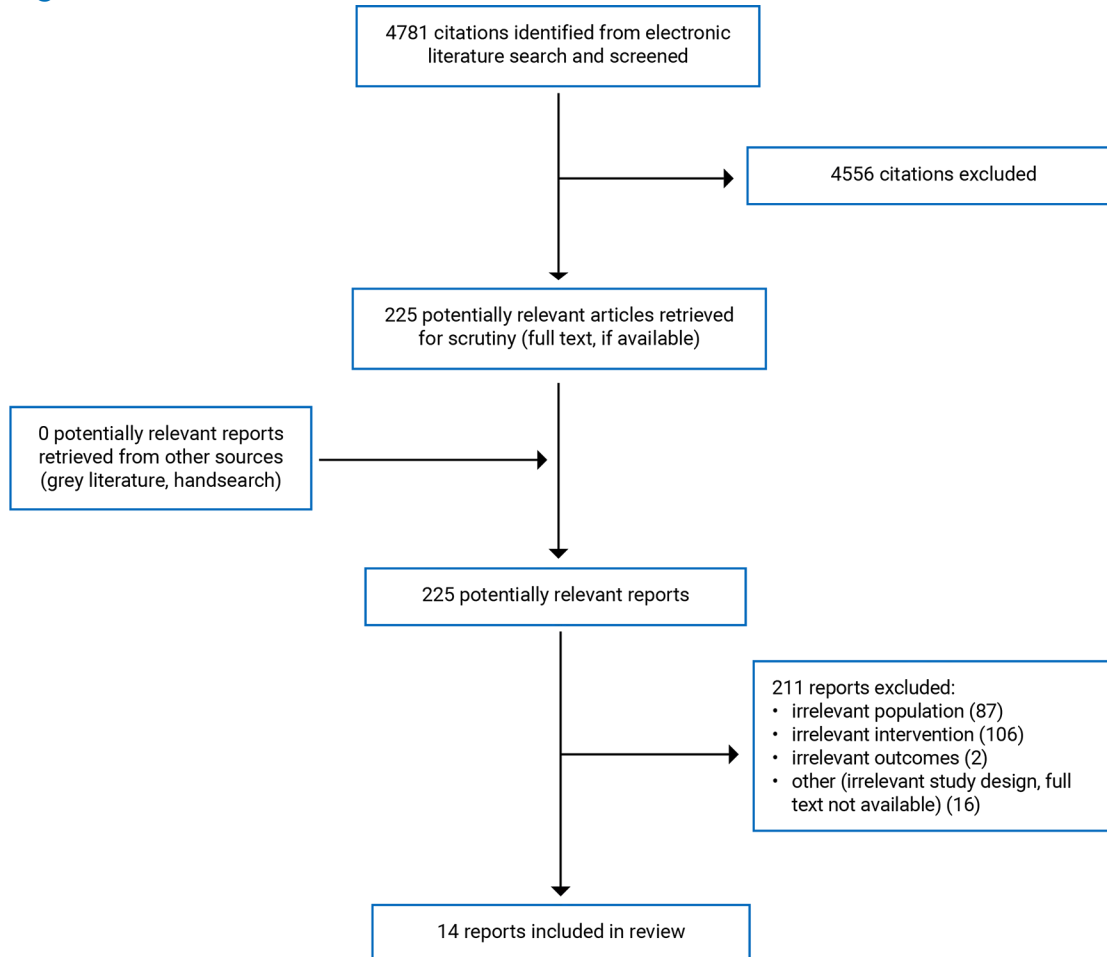 4781 citations identified from electronic
literature search and screened
4556 citations excluded
225 potentially relevant articles retrieved
for scrutiny (full text, if available)
0 potentially relevant reports
retrieved from other sources
(grey literature, handsearch)
225 potentially relevant reports
211 reports excluded:
• irrelevant population (87)
• irrelevant intervention (106)
• irrelevant outcomes (2)
• other (irrelevant study design, full
text not available) (16)
14 reports included in review